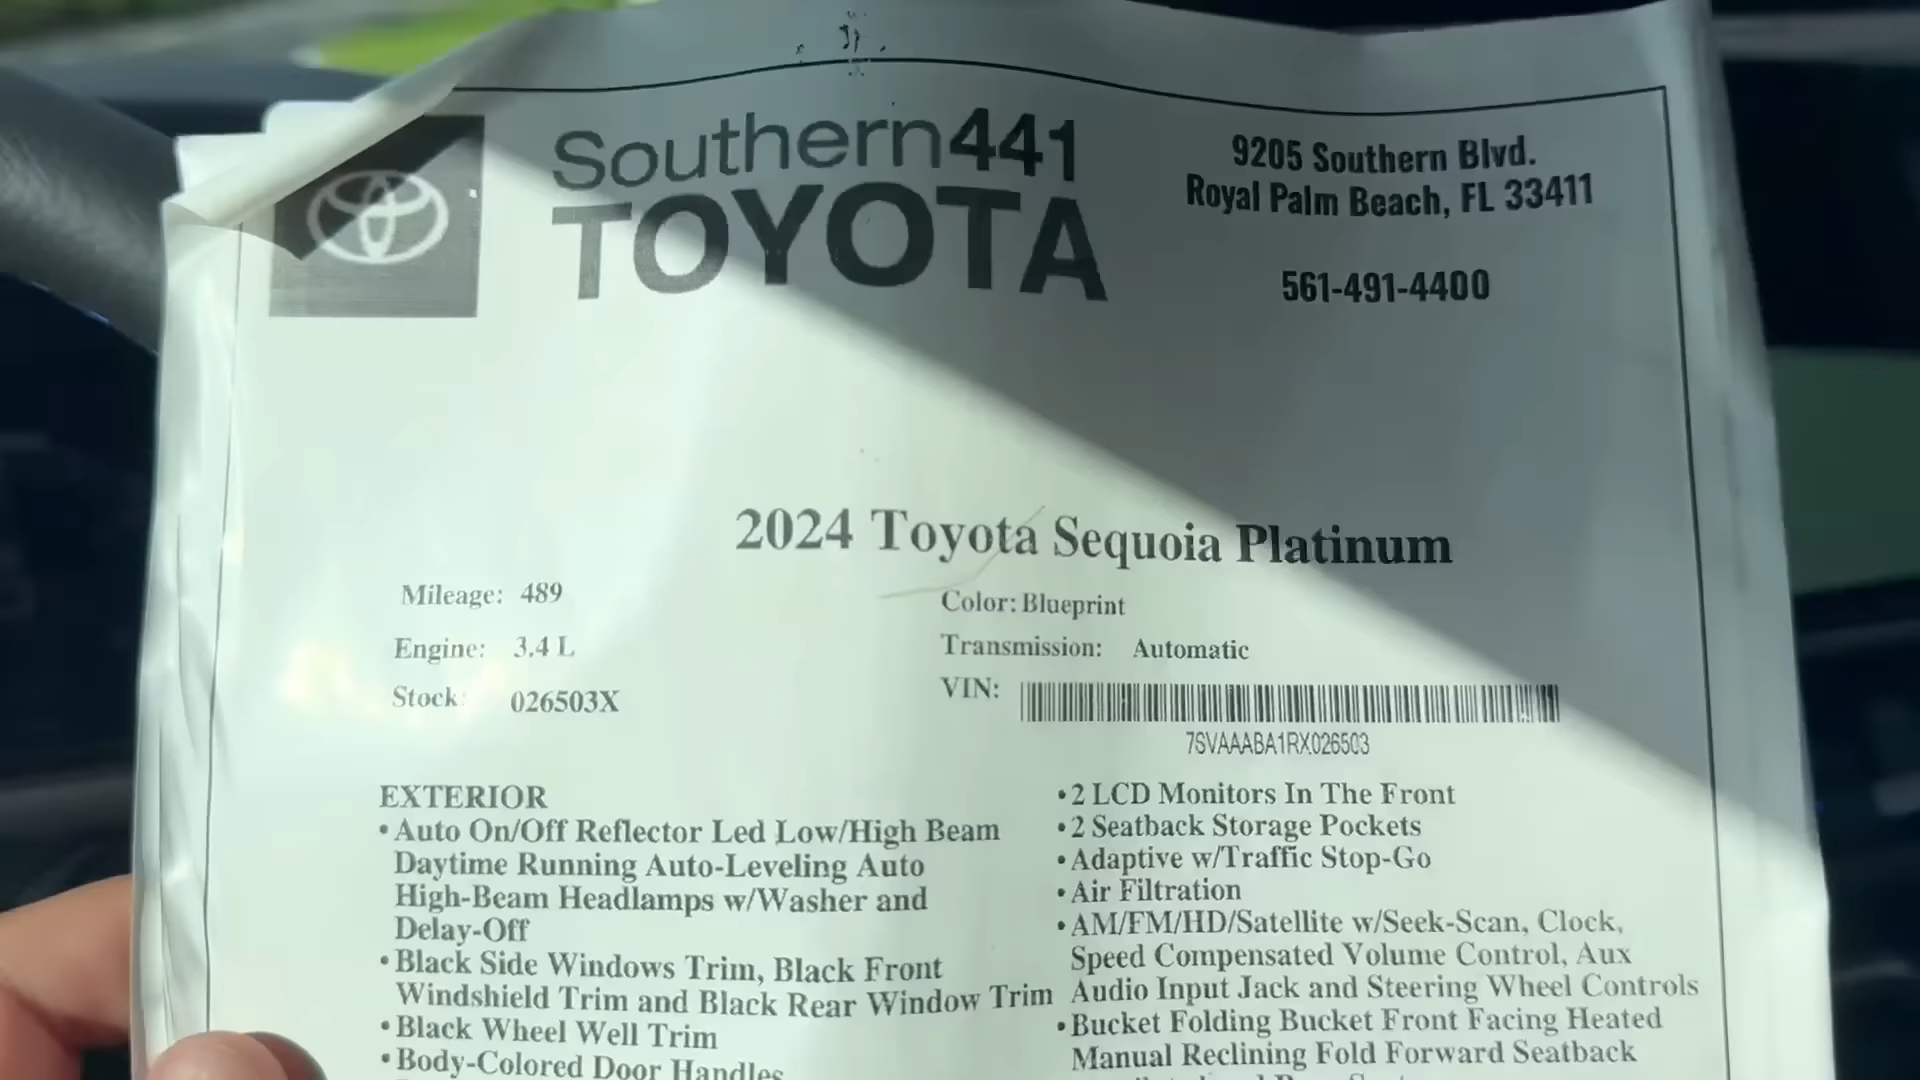 Southern441
TOYOTA
9205 Southern Blvd.
Royal Palm Beach, FL 33411
561-491-4400
2024 Toyota Sequoia Platinum
Mileage: 489
Engine: 3.4 L
Stock: 026503X
Color: Blueprint
Transmission: Automatic
VIN:
7SVAAABA1RX026503
EXTERIOR
• Auto On/Off Reflector Led Low/High Beam
Daytime Running Auto-Leveling Auto
High-Beam Headlamps w/Washer and
Delay-Off
• Black Side Windows Trim, Black Front
Windshield Trim and Black Rear Window Trim
• Black Wheel Well Trim
• Body-Colored Door Handles
• 2 LCD Monitors In The Front
• 2 Seatback Storage Pockets
• Adaptive w/Traffic Stop-Go
• Air Filtration
• AM/FM/HD/Satellite w/Seek-Scan, Clock,
Speed Compensated Volume Control, Aux
Audio Input Jack and Steering Wheel Controls
• Bucket Folding Bucket Front Facing Heated
Manual Reclining Fold Forward Seatback